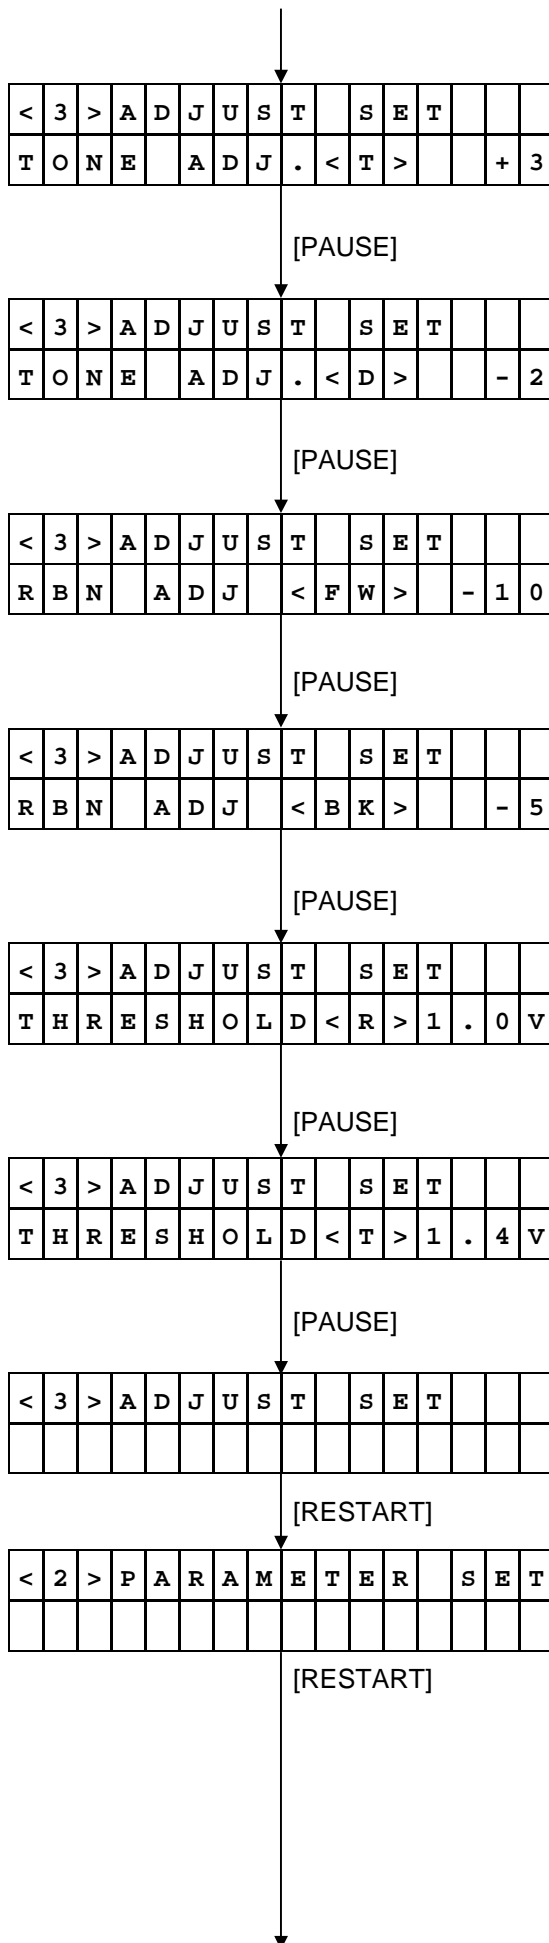 <3>ADJUST SET
TONE ADJ.<T>  +3
[PAUSE]
<3>ADJUST SET
TONE ADJ.<D>  -2
[PAUSE]
<3>ADJUST SET
RBN ADJ <FW> -10
[PAUSE]
<3>ADJUST SET
RBN ADJ <BK>  -5
[PAUSE]
<3>ADJUST SET
THRESHOLD<R>1.0V
[PAUSE]
<3>ADJUST SET
THRESHOLD<T>1.4V
[PAUSE]
<3>ADJUST SET
[RESTART]
<2>PARAMETER SET
[RESTART]